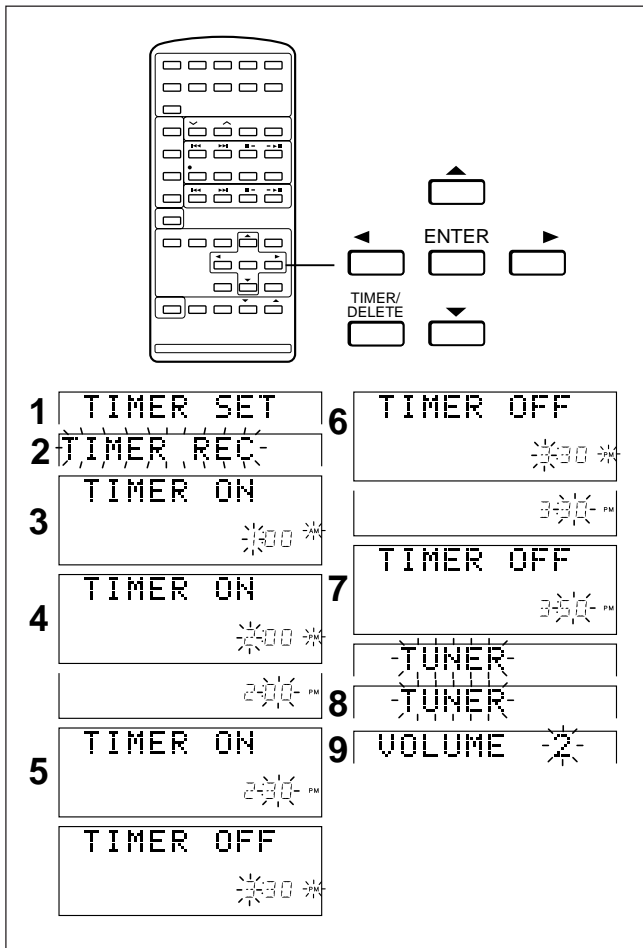 ENTER
TIMER/
DELETE
1 TIMER SET
2 TIMER REC
3 TIMER ON
1:00 AM
4 TIMER ON
2:00 PM
2:00 PM
5 TIMER ON
2:30 PM
TIMER OFF
3:30 PM
6 TIMER OFF
3:30 PM
3:30 PM
7 TIMER OFF
3:50 PM
TUNER
8 TUNER
9 VOLUME 2